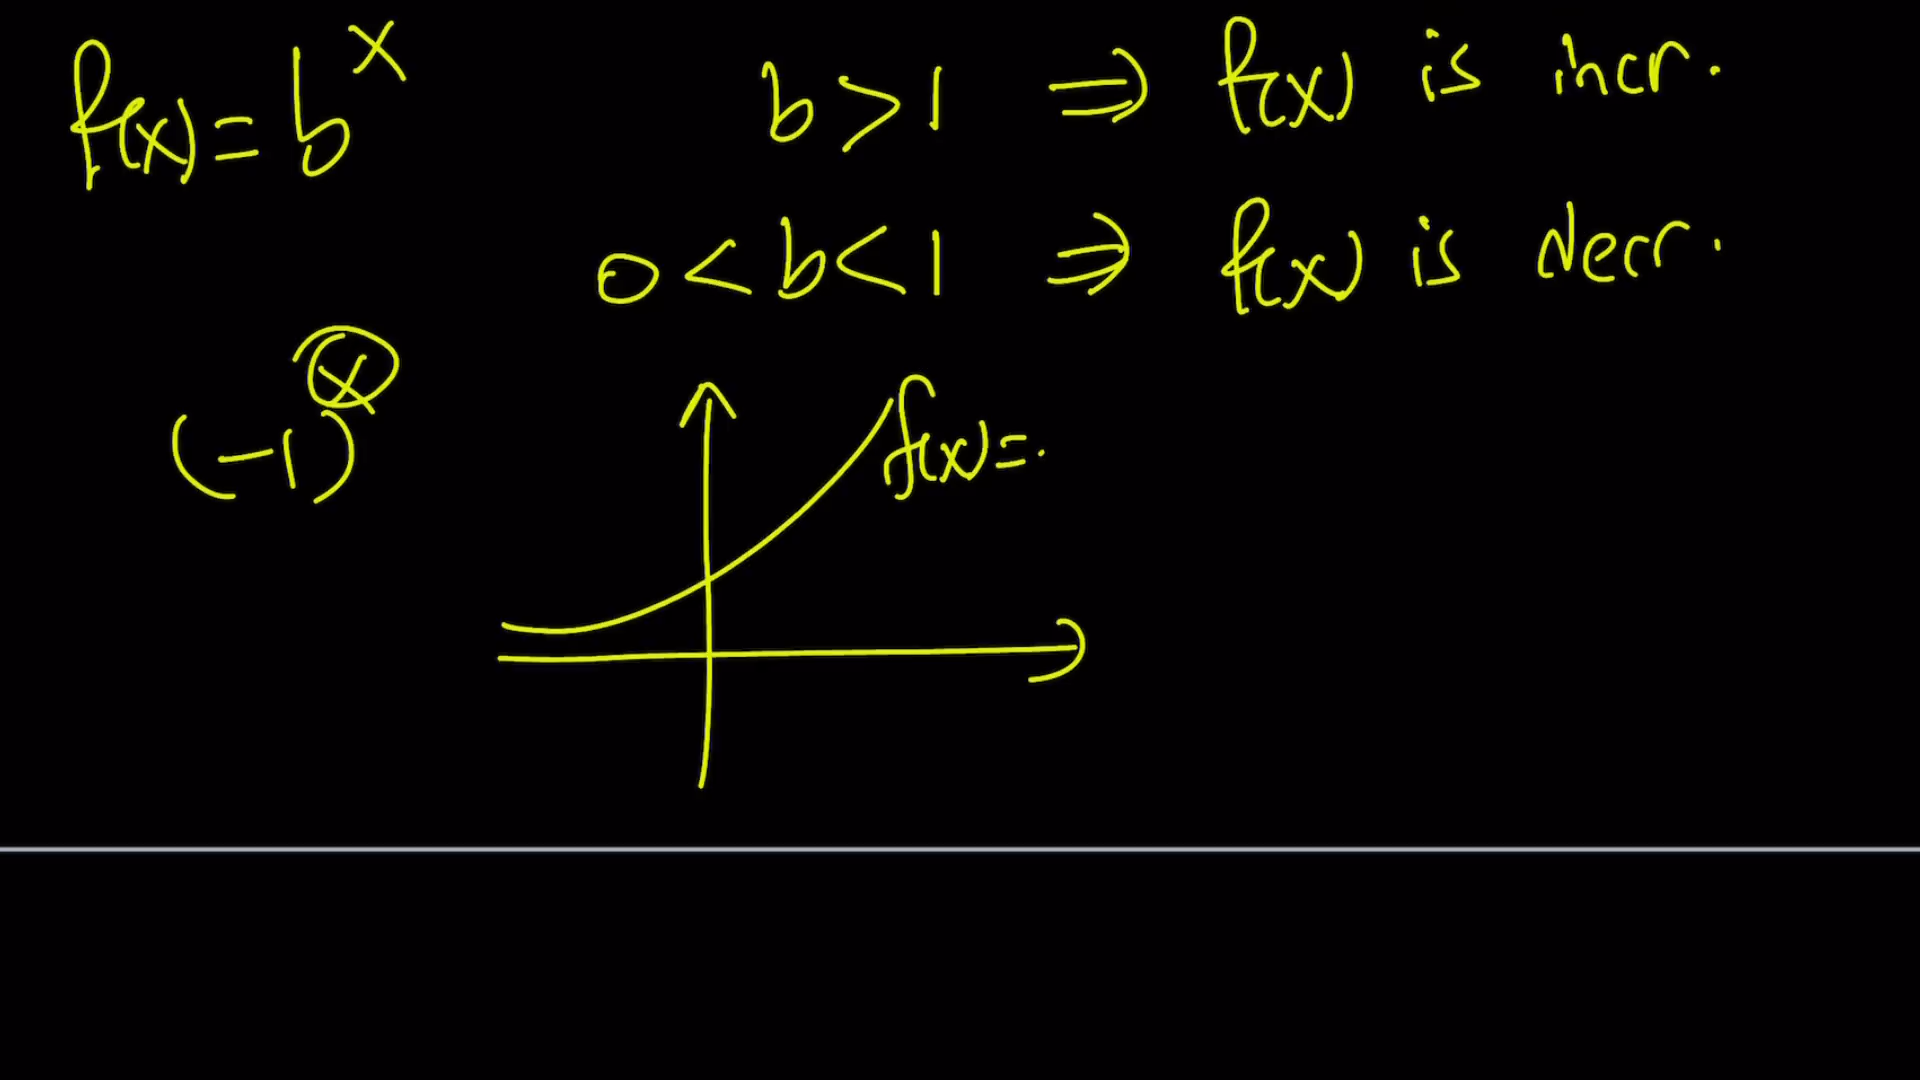 f(x) = b^x b > 1 ⇒ f(x) is incr.
0 < b < 1 ⇒ f(x) is decr.
(-1)^x
f(x) = .